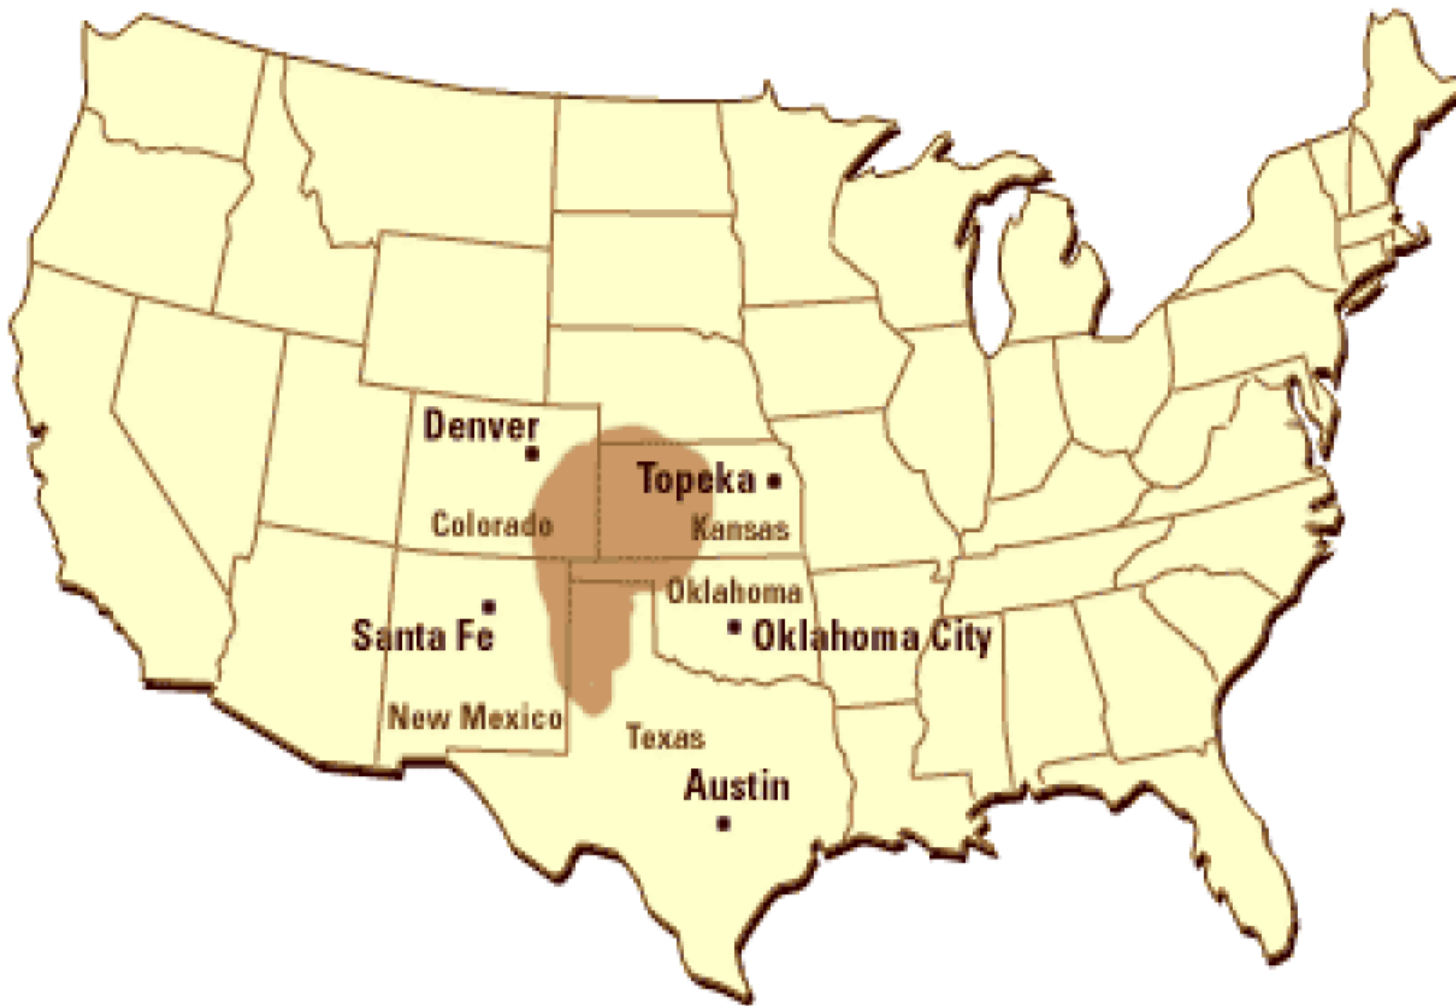 Denver
Topeka
Colorado
Kansas
Oklahoma
Santa Fe
Oklahoma City
New Mexico
Texas
Austin